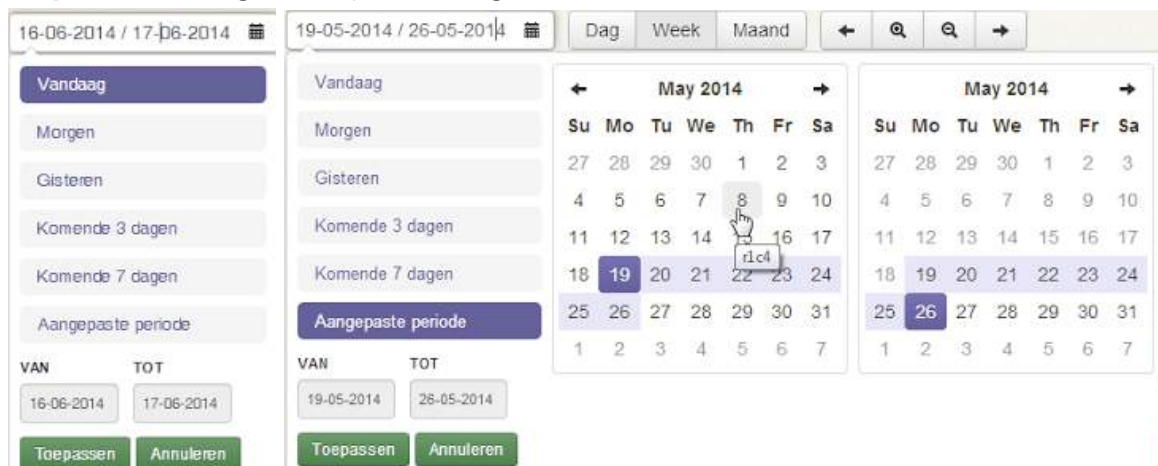 16-06-2014 / 17-06-2014
Vandaag
Morgen
Gisteren
Komende 3 dagen
Komende 7 dagen
Aangepaste periode
VAN TOT
16-06-2014 17-06-2014
Toepassen Annuleren
19-05-2014 / 26-05-2014
Vandaag
Morgen
Gisteren
Komende 3 dagen
Komende 7 dagen
Aangepaste periode
VAN TOT
19-05-2014 26-05-2014
Toepassen Annuleren
Dag Week Maand
May 2014
Su Mo Tu We Th Fr Sa
27 28 29 30 1 2 3
4 5 6 7 8 9 10
11 12 13 14 15 16 17
r1c4
18 19 20 21 22 23 24
25 26 27 28 29 30 31
1 2 3 4 5 6 7
May 2014
Su Mo Tu We Th Fr Sa
27 28 29 30 1 2 3
4 5 6 7 8 9 10
11 12 13 14 15 16 17
18 19 20 21 22 23 24
25 26 27 28 29 30 31
1 2 3 4 5 6 7